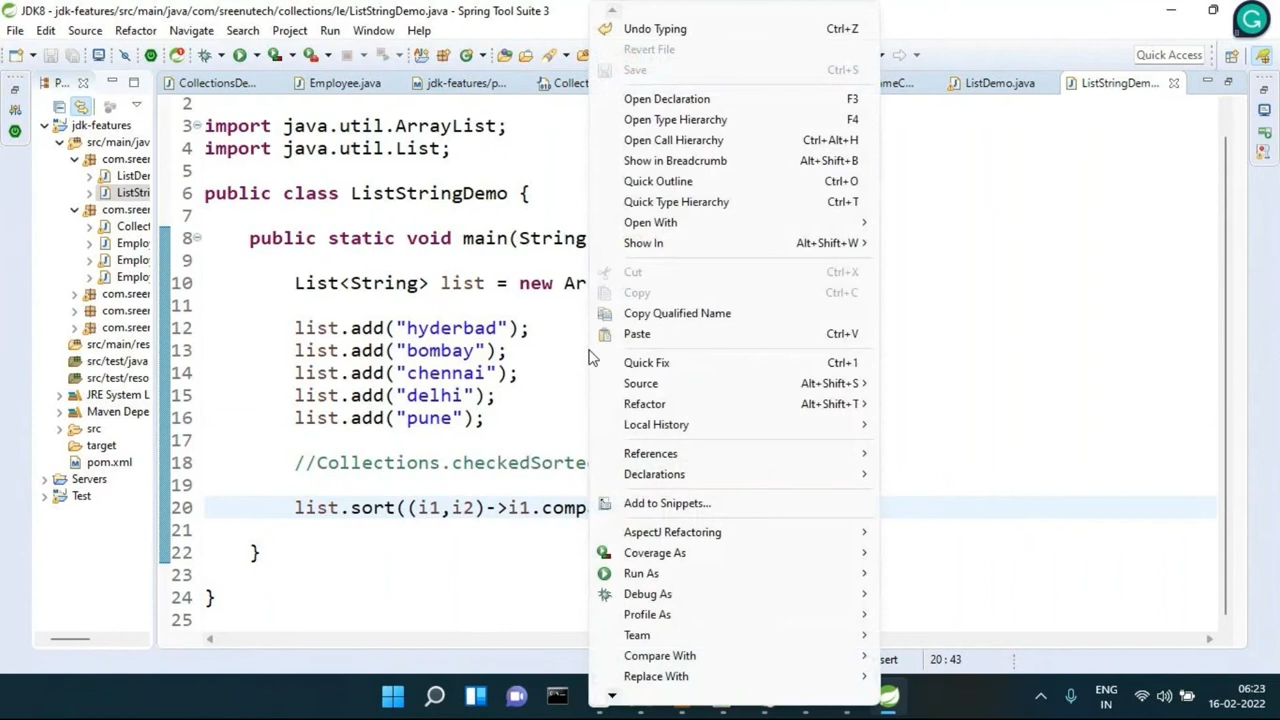 JDK8 - jdk-features/src/main/java/com/sreenutech/collections/le/ListStringDemo.java - Spring Tool Suite 3
File Edit Source Refactor Navigate Search Project Run Window Help
Quick Access
P...
CollectionsDe...
Employee.java
jdk-features/p...
Collect
meC...
ListDemo.java
ListStringDem...
jdk-features
src/main/jav
com.sreer
ListDer
ListStri
com.sreer
Collect
Emplo
Emplo
Emplo
com.sreer
com.sreer
com.sreer
src/main/res
src/test/java
src/test/reso
JRE System L
Maven Depe
src
target
pom.xml
Servers
Test
2
3 import java.util.ArrayList;
4 import java.util.List;
5
6 public class ListStringDemo {
7
8 public static void main(String
9
10 List<String> list = new Ar
11
12 list.add("hyderbad");
13 list.add("bombay");
14 list.add("chennai");
15 list.add("delhi");
16 list.add("pune");
17
18 //Collections.checkedSorte
19
20 list.sort((i1,i2)->i1.comp
21
22 }
23
24 }
25
Undo Typing Ctrl+Z
Revert File
Save Ctrl+S
Open Declaration F3
Open Type Hierarchy F4
Open Call Hierarchy Ctrl+Alt+H
Show in Breadcrumb Alt+Shift+B
Quick Outline Ctrl+O
Quick Type Hierarchy Ctrl+T
Open With
Show In Alt+Shift+W
Cut Ctrl+X
Copy Ctrl+C
Copy Qualified Name
Paste Ctrl+V
Quick Fix Ctrl+1
Source Alt+Shift+S
Refactor Alt+Shift+T
Local History
References
Declarations
Add to Snippets...
AspectJ Refactoring
Coverage As
Run As
Debug As
Profile As
Team
Compare With
Replace With
sert
20 : 43
ENG
IN
06:23
16-02-2022